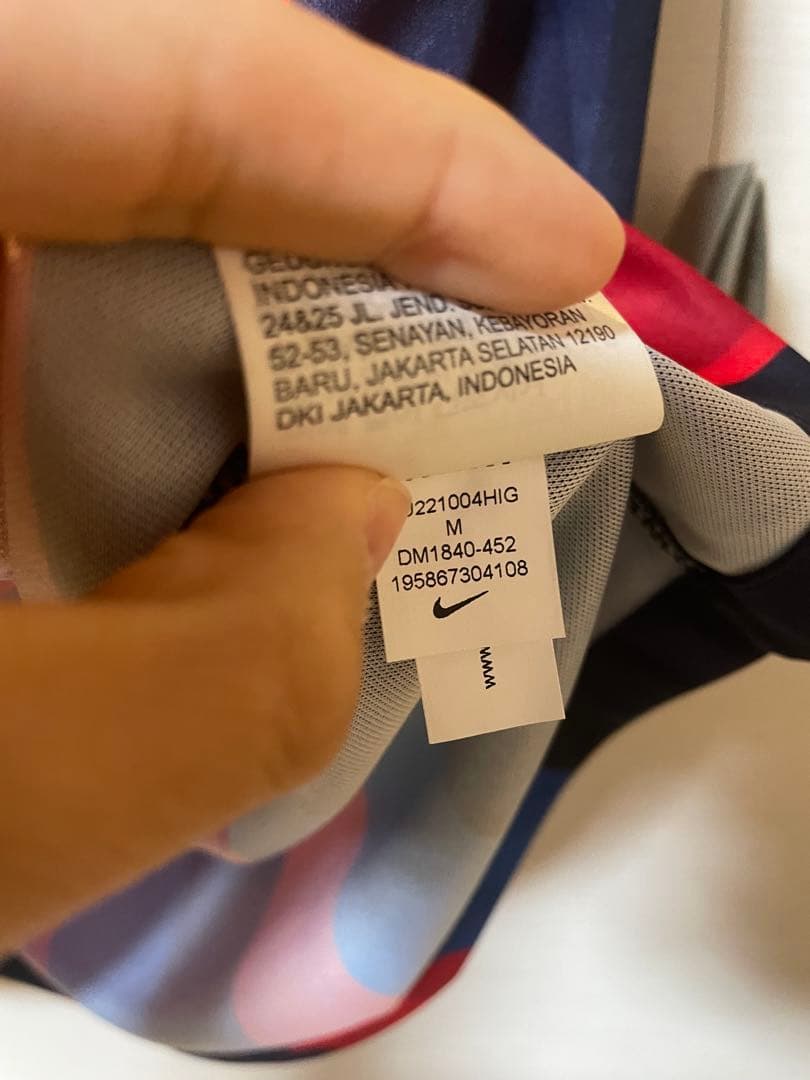 INDONESIA
24&25 JL. JEND.
52-53, SENAYAN, KEBAYORAN
BARU, JAKARTA SELATAN 12190
DKI JAKARTA, INDONESIA
J221004HIG
M
DM1840-452
195867304108